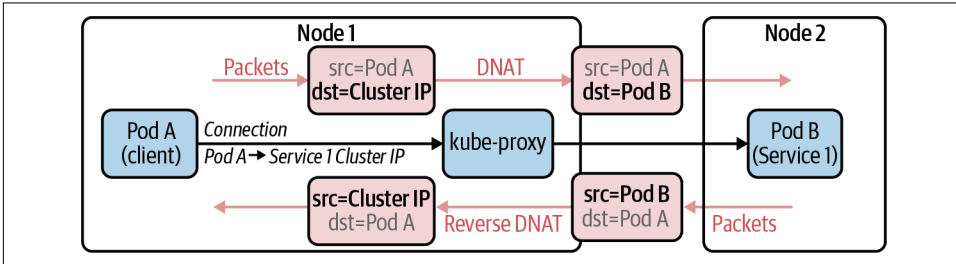 Node 1
Node 2
Packets
src=Pod A
dst=Cluster IP
DNAT
src=Pod A
dst=Pod B
Pod A
(client)
Connection
Pod A→ Service 1 Cluster IP
kube-proxy
Pod B
(Service 1)
src=Cluster IP
dst=Pod A
Reverse DNAT
src=Pod B
dst=Pod A
Packets